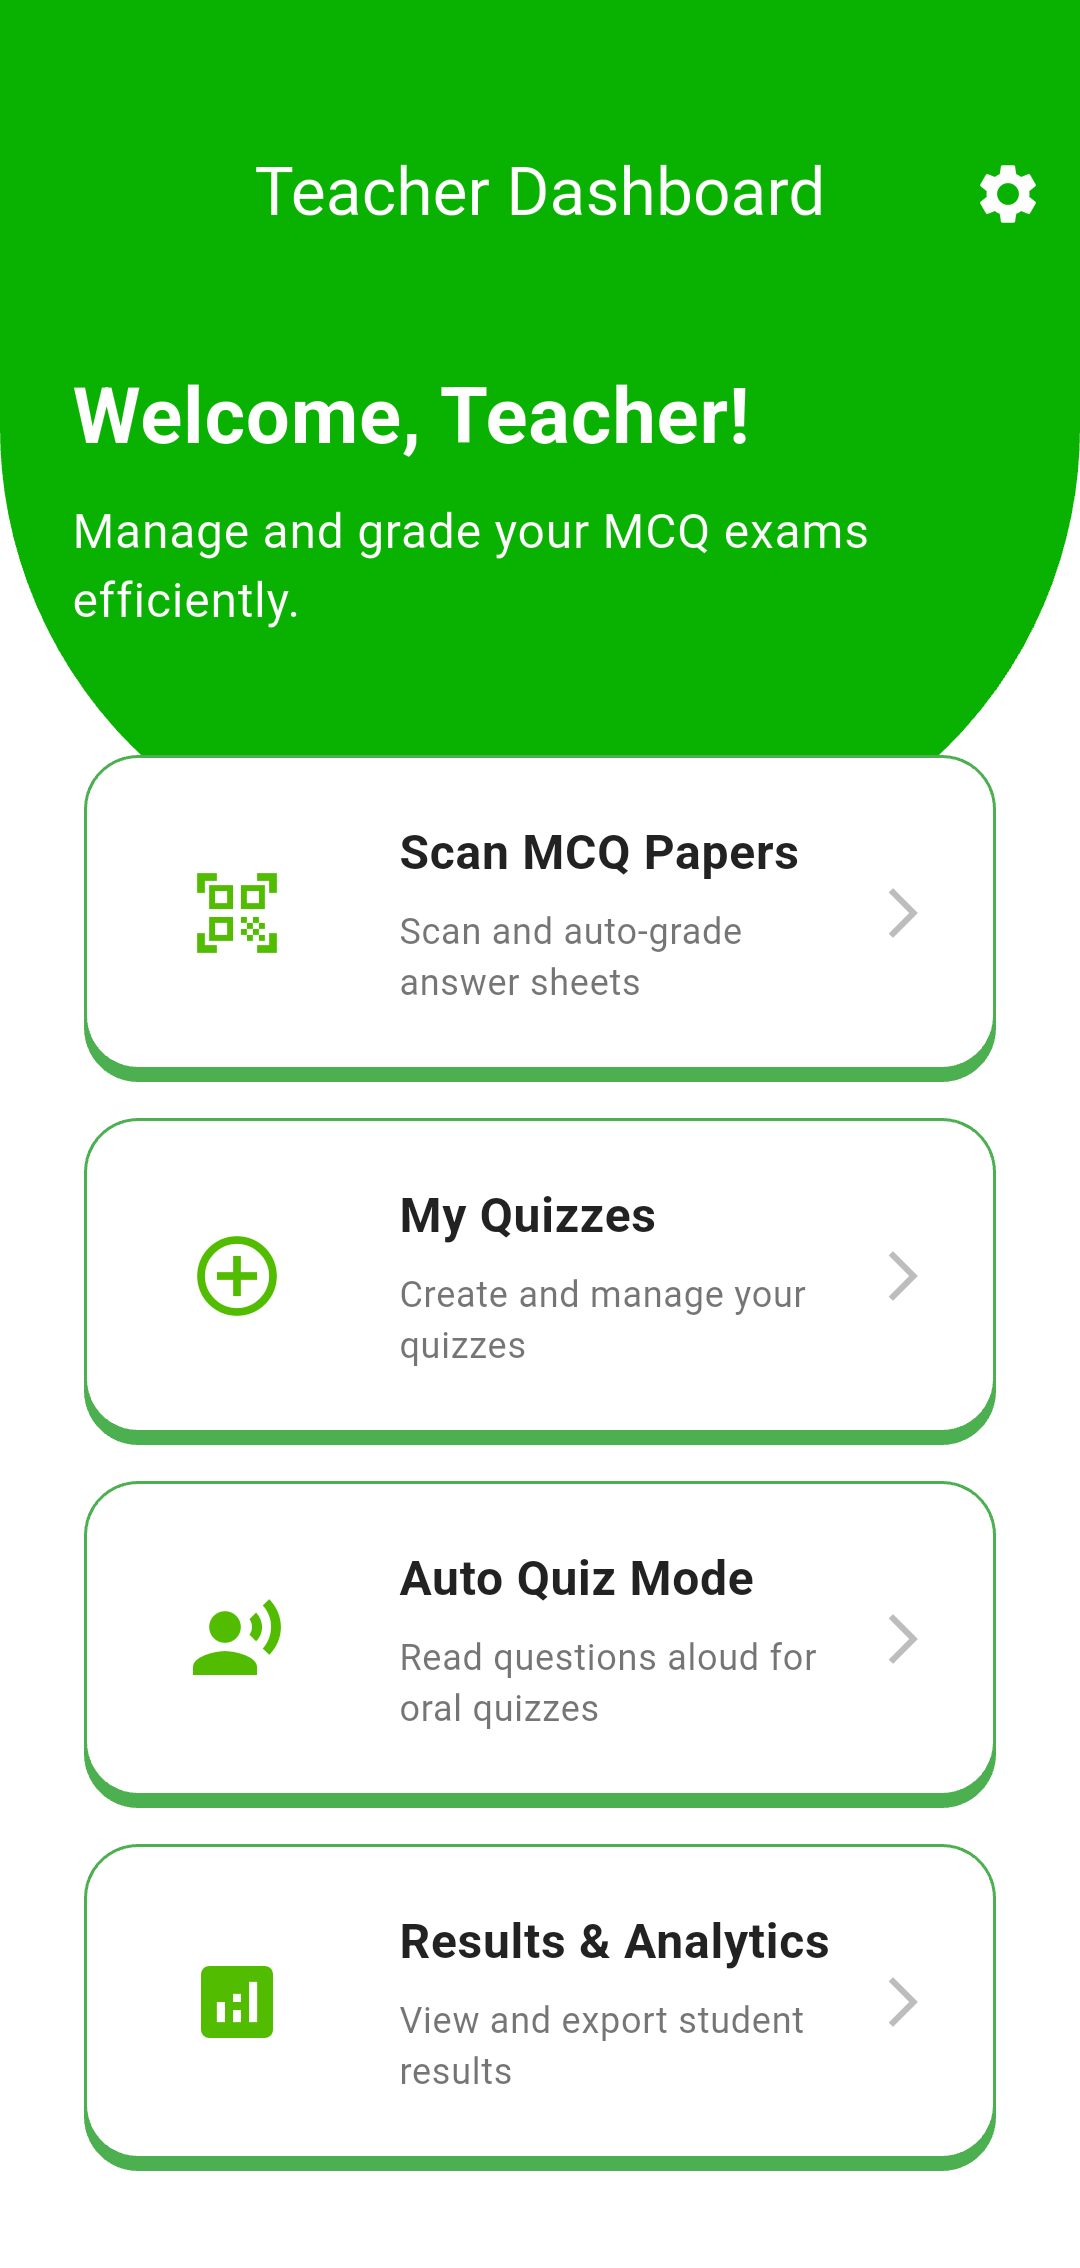 Teacher Dashboard
Welcome, Teacher!
Manage and grade your MCQ exams
efficiently.
Scan MCQ Papers
Scan and auto-grade
answer sheets
My Quizzes
Create and manage your
quizzes
Auto Quiz Mode
Read questions aloud for
oral quizzes
Results & Analytics
View and export student
results